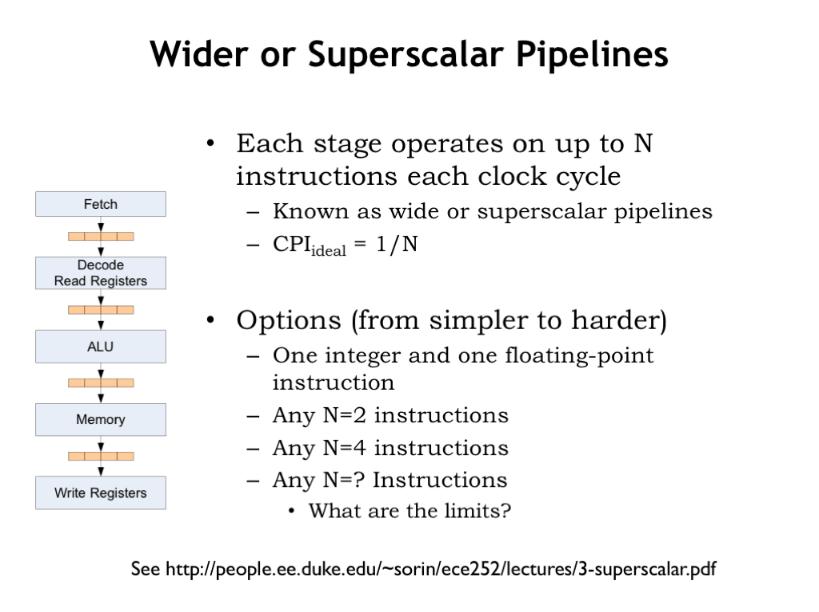 Wider or Superscalar Pipelines
• Each stage operates on up to N
instructions each clock cycle
– Known as wide or superscalar pipelines
– CPIideal = 1/N
• Options (from simpler to harder)
– One integer and one floating-point
instruction
– Any N=2 instructions
– Any N=4 instructions
– Any N=? Instructions
• What are the limits?
Fetch
Decode
Read Registers
ALU
Memory
Write Registers
See http://people.ee.duke.edu/~sorin/ece252/lectures/3-superscalar.pdf